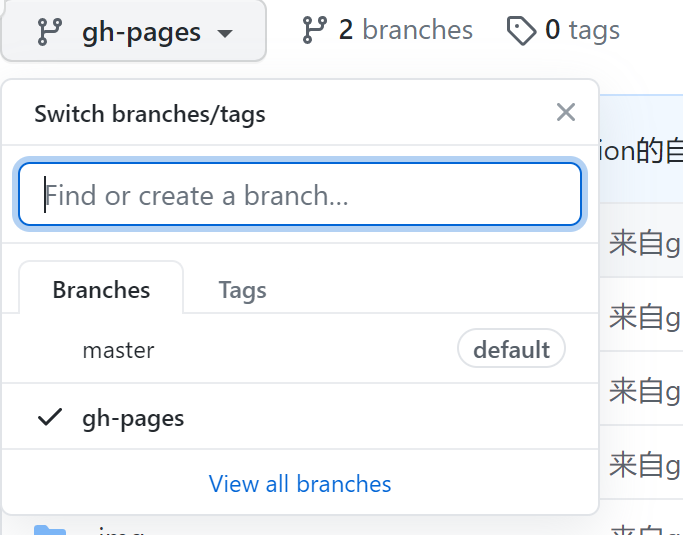 gh-pages 2 branches 0 tags
Switch branches/tags
ion的自
Find or create a branch...
来自g
Branches Tags
来自g
master default
来自g
gh-pages
来自g
View all branches